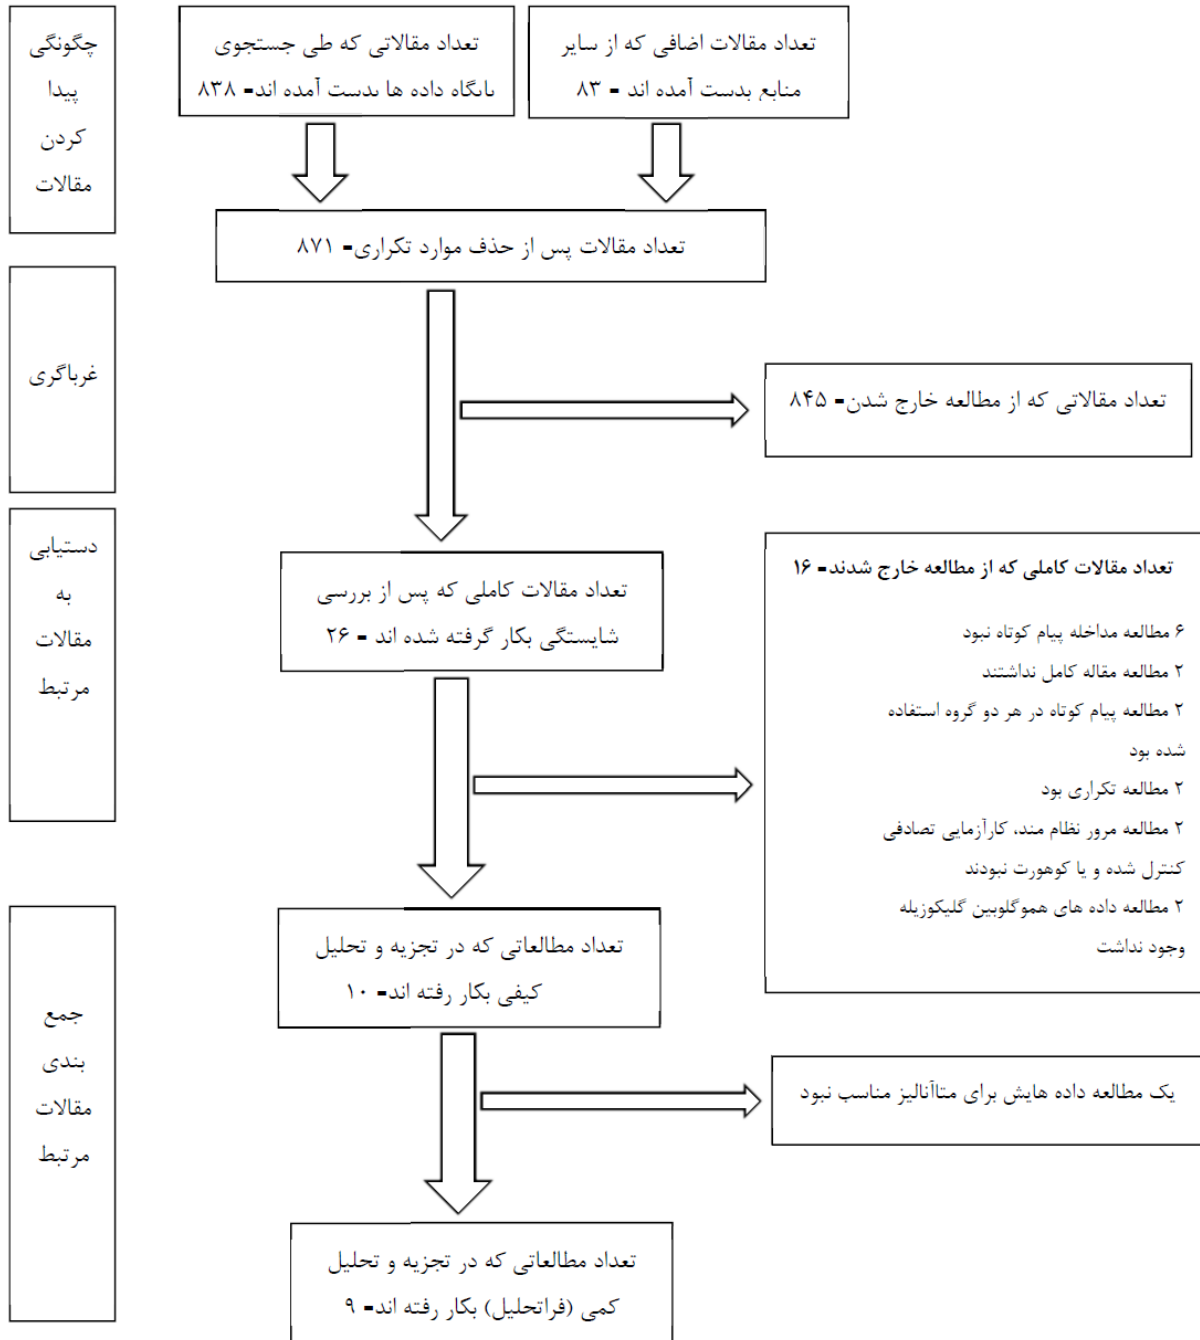 چگونگی
پیدا
کردن
مقالات
تعداد مقالات اضافی که از سایر
منابع بدست آمده اند - ۸۳
تعداد مقالاتی که طی جستجوی
پایگاه داده ها بدست آمده اند- ۸۳۸
تعداد مقالات پس از حذف موارد تکراری- ۸۷۱
غرباگری
تعداد مقالاتی که از مطالعه خارج شدن- ۸۴۵
دستیابی
به
مقالات
مرتبط
تعداد مقالات کاملی که پس از بررسی
شایستگی بکار گرفته شده اند - ۲۶
تعداد مقالات کاملی که از مطالعه خارج شدند- ۱۶
۶ مطالعه مداخله پیام کوتاه نبود
۲ مطالعه مقاله کامل نداشتند
۲ مطالعه پیام کوتاه در هر دو گروه استفاده
شده بود
۲ مطالعه تکراری بود
۲ مطالعه مرور نظام مند، کارآزمایی تصادفی
کنترل شده و یا کوهورت نبودند
۲ مطالعه داده های هموگلوبین گلیکوزیله
وجود نداشت
جمع
بندی
مقالات
مرتبط
تعداد مطالعاتی که در تجزیه و تحلیل
کیفی بکار رفته اند- ۱۰
یک مطالعه داده هایش برای متاآنالیز مناسب نبود
تعداد مطالعاتی که در تجزیه و تحلیل
کمی (فراتحلیل) بکار رفته اند- ۹